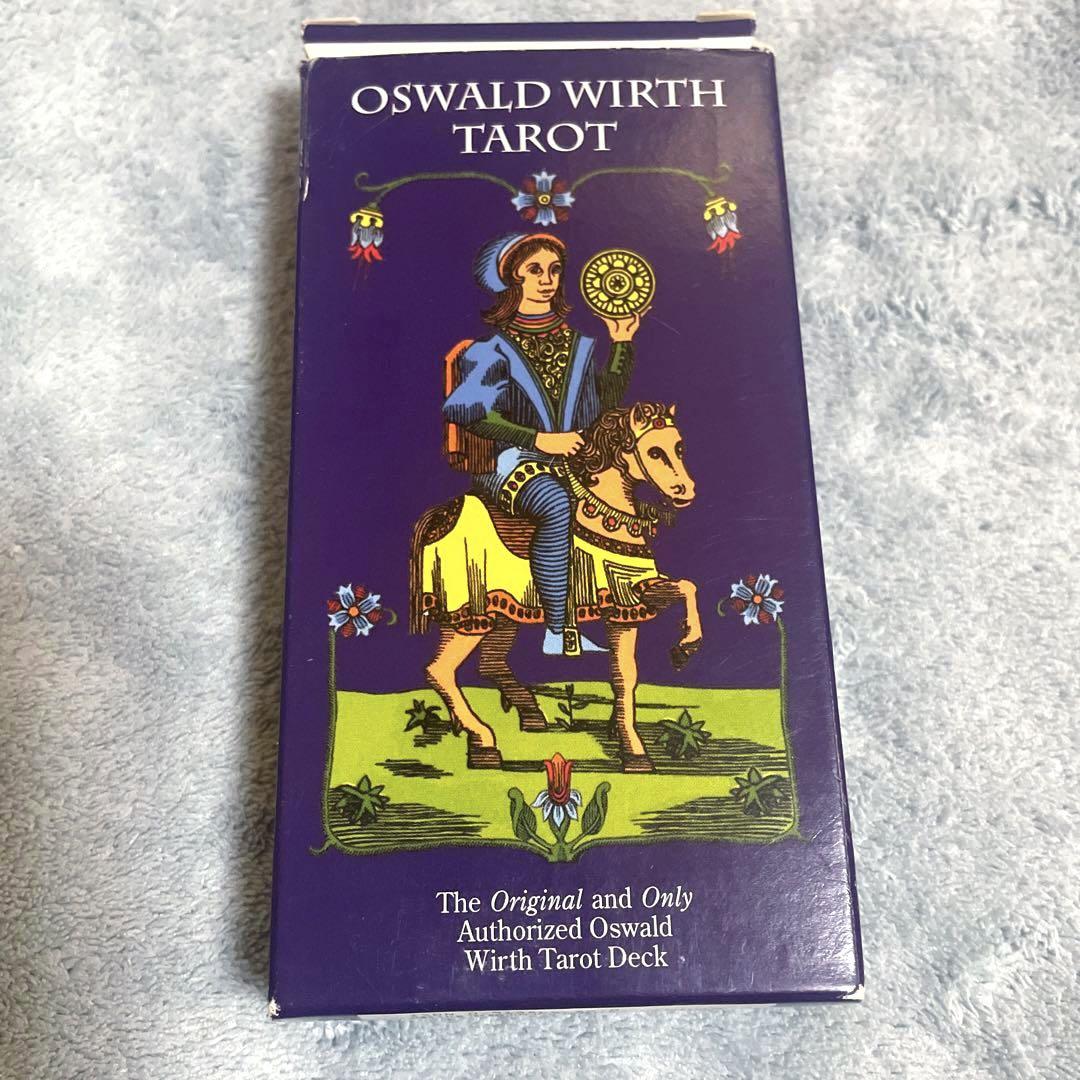 OSWALD WIRTH
TAROT
The Original and Only
Authorized Oswald
Wirth Tarot Deck